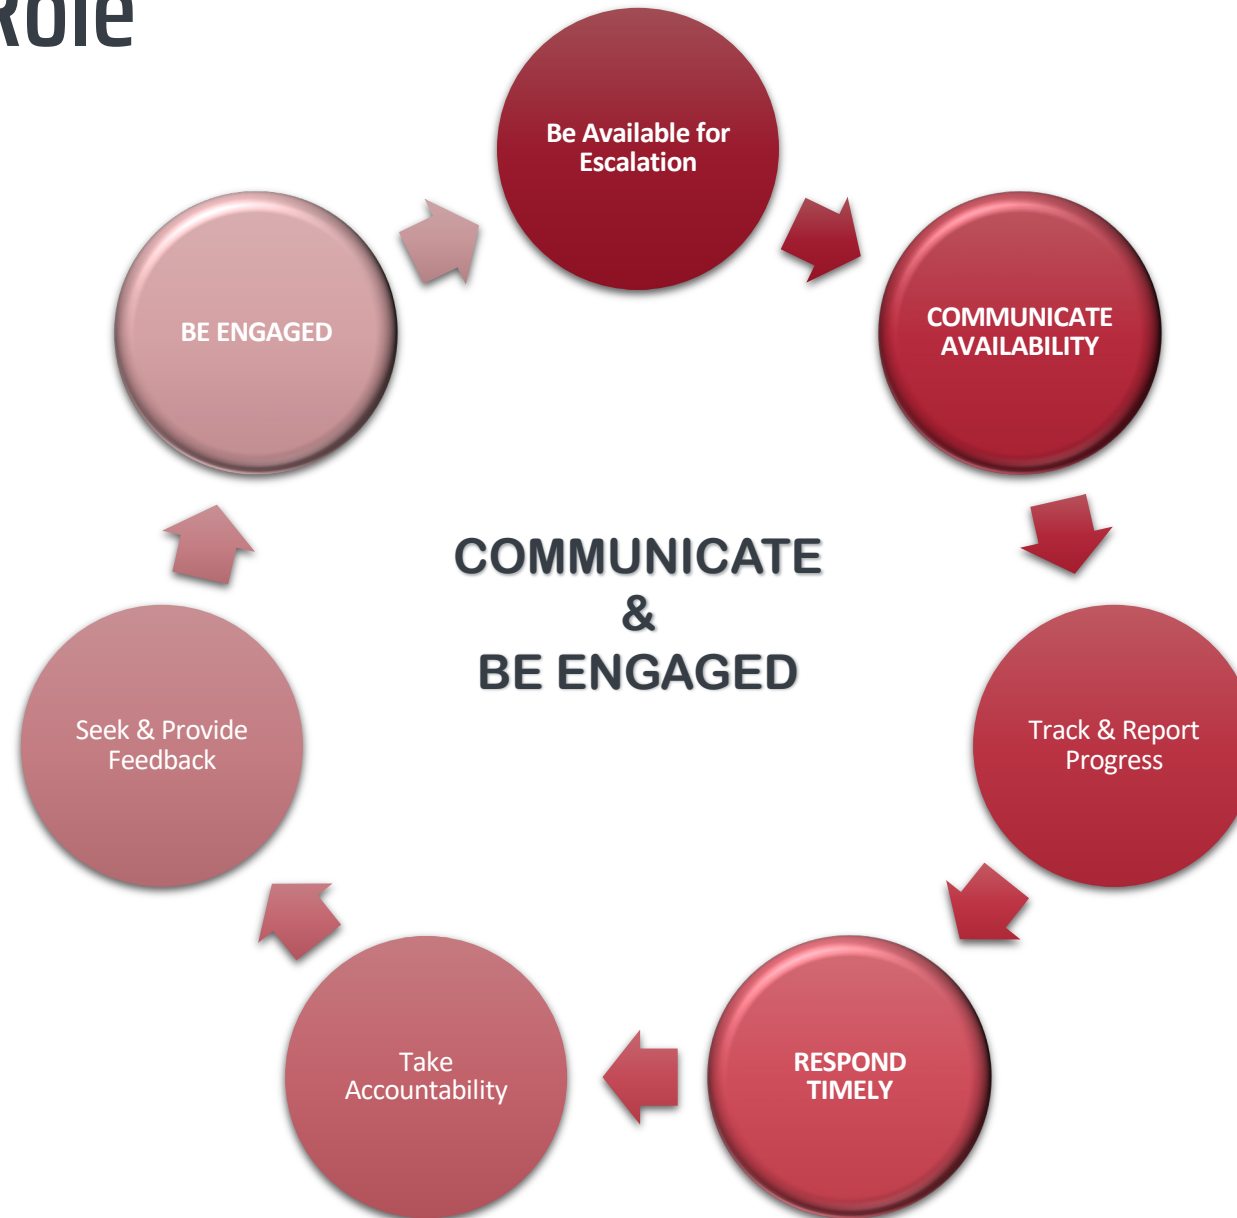 Role
Be Available for
Escalation
COMMUNICATE
AVAILABILITY
Track & Report
Progress
RESPOND
TIMELY
Take
Accountability
Seek & Provide
Feedback
BE ENGAGED
COMMUNICATE
&
BE ENGAGED